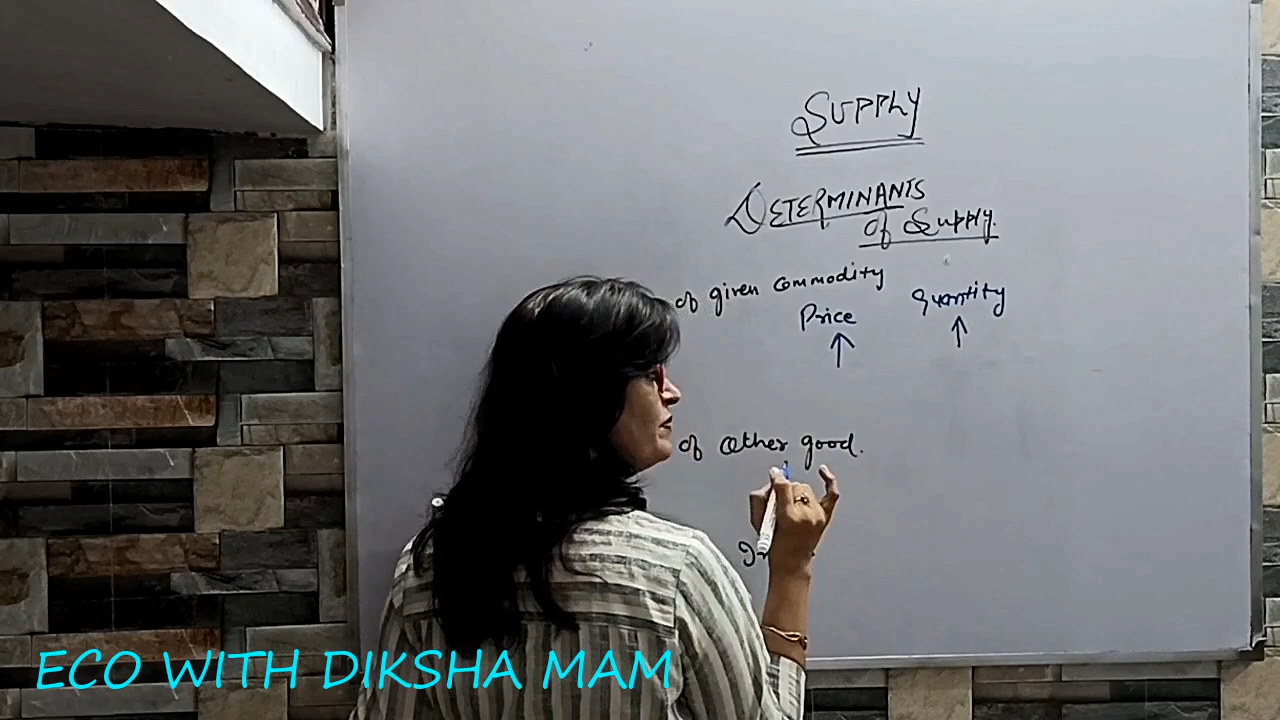 SUPPLY
DETERMINANTS
of Supply.
of given commodity
Price
Quantity
of other good.
ECO WITH DIKSHA MAM